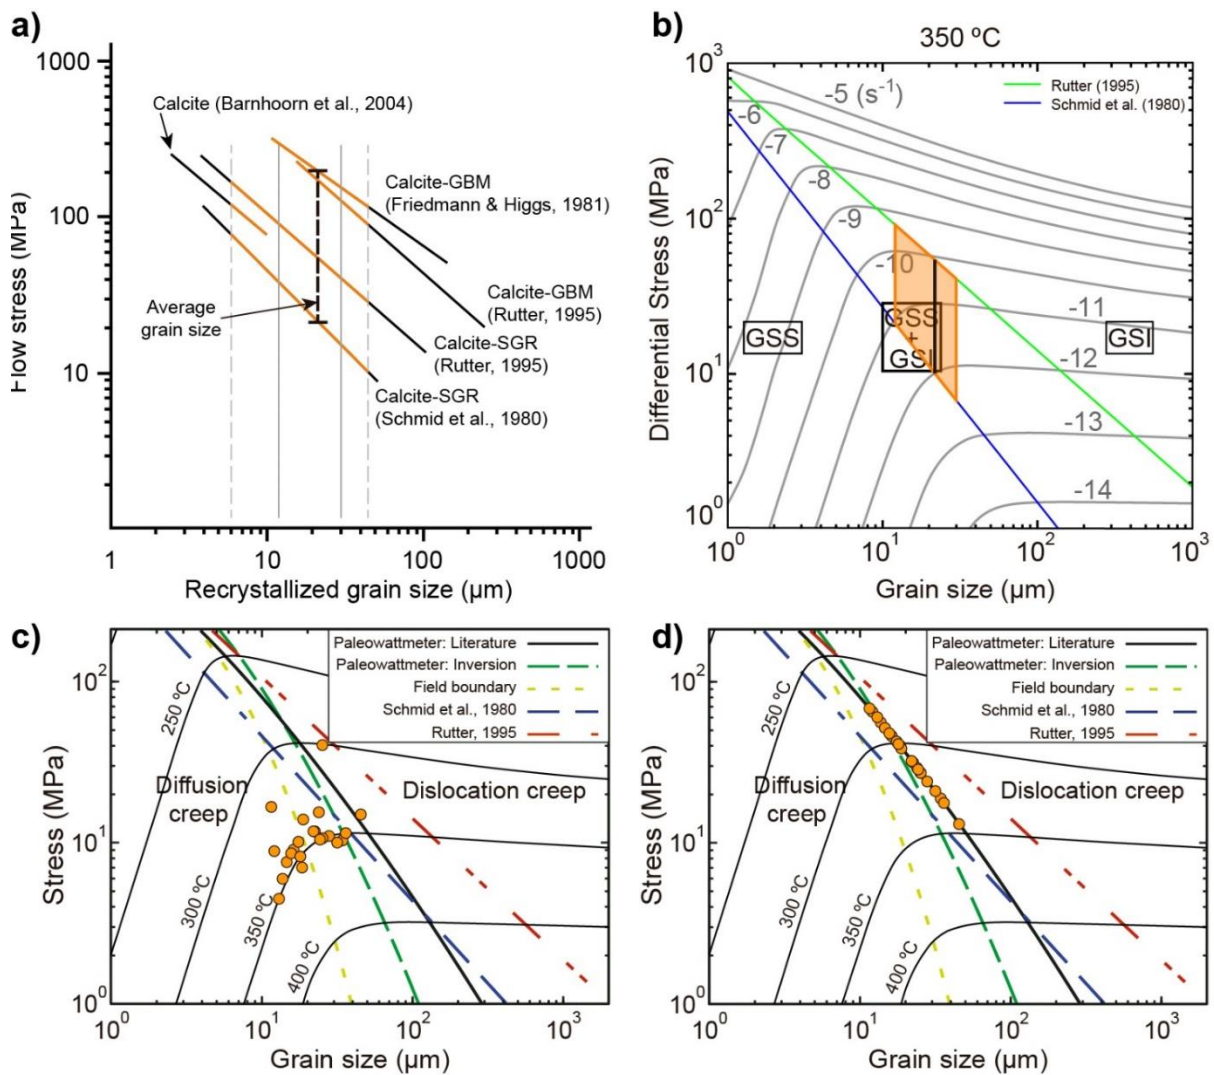 a)
1000
100
10
1
10
100
1000
Flow stress (MPa)
Recrystallized grain size (µm)
Calcite (Barnhoorn et al., 2004)
Calcite-GBM
(Friedmann & Higgs, 1981)
Average
grain size
Calcite-GBM
(Rutter, 1995)
Calcite-SGR
(Rutter, 1995)
Calcite-SGR
(Schmid et al., 1980)
b)
350 ºC
10³
10²
10¹
10⁰
10⁰
10¹
10²
10³
Differential Stress (MPa)
Grain size (µm)
Rutter (1995)
Schmid et al. (1980)
-5 (s⁻¹)
-6
-7
-8
-9
-10
-11
-12
-13
-14
GSS
GSS
+
GSI
GSI
c)
Paleowattmeter: Literature
Paleowattmeter: Inversion
Field boundary
Schmid et al., 1980
Rutter, 1995
10²
10¹
10⁰
10⁰
10¹
10²
10³
Stress (MPa)
Grain size (µm)
250 ºC
300 ºC
350 ºC
400 ºC
Diffusion
creep
Dislocation creep
d)
Paleowattmeter: Literature
Paleowattmeter: Inversion
Field boundary
Schmid et al., 1980
Rutter, 1995
10²
10¹
10⁰
10⁰
10¹
10²
10³
Stress (MPa)
Grain size (µm)
250 ºC
300 ºC
350 ºC
400 ºC
Diffusion
creep
Dislocation creep